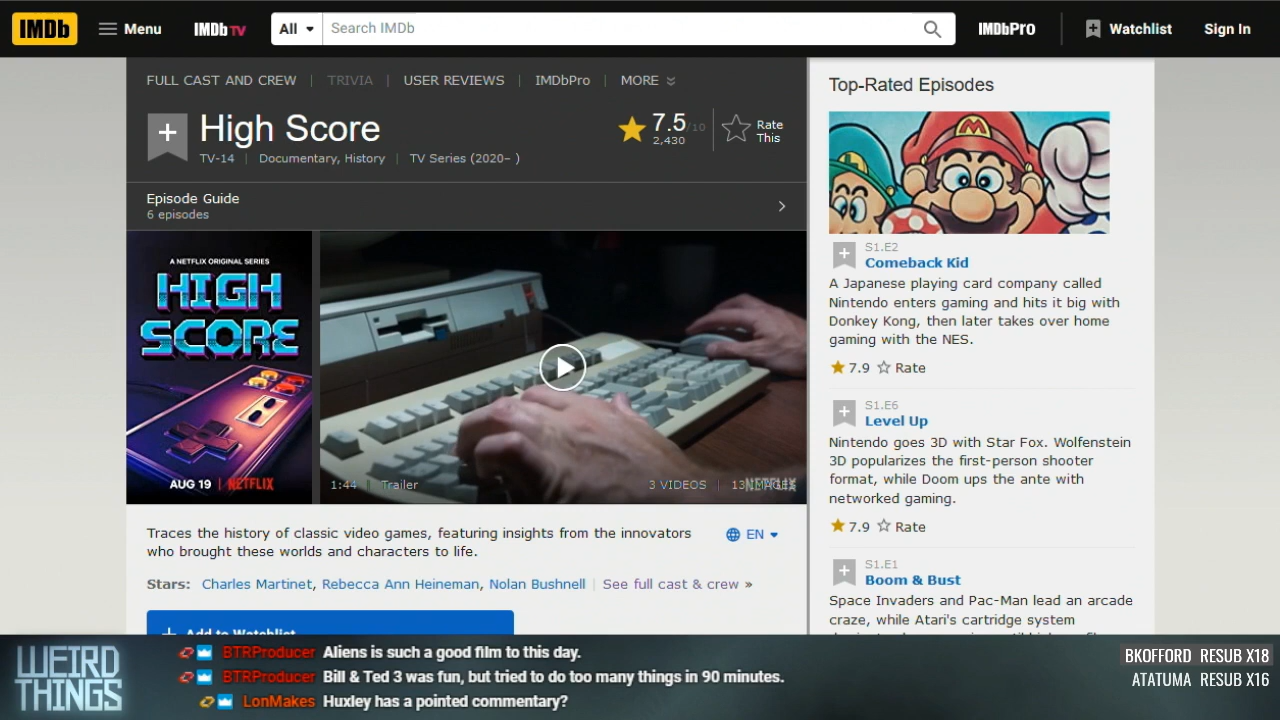 IMDb
Menu
IMDb TV
All
Search IMDb
IMDbPro
Watchlist
Sign In
FULL CAST AND CREW | TRIVIA | USER REVIEWS | IMDbPro | MORE
High Score
7.5/10
2,430
Rate This
TV-14 | Documentary, History | TV Series (2020– )
Episode Guide
6 episodes
A NETFLIX ORIGINAL SERIES
HIGH
SCORE
AUG 19 | NETFLIX
1:44 | Trailer
3 VIDEOS
NETFLIX
Traces the history of classic video games, featuring insights from the innovators
who brought these worlds and characters to life.
EN
Stars: Charles Martinet, Rebecca Ann Heineman, Nolan Bushnell | See full cast & crew »
Add to Watchlist
Top-Rated Episodes
M
S1.E2
Comeback Kid
A Japanese playing card company called
Nintendo enters gaming and hits it big with
Donkey Kong, then later takes over home
gaming with the NES.
7.9 Rate
S1.E6
Level Up
Nintendo goes 3D with Star Fox. Wolfenstein
3D popularizes the first-person shooter
format, while Doom ups the ante with
networked gaming.
7.9 Rate
S1.E1
Boom & Bust
Space Invaders and Pac-Man lead an arcade
craze, while Atari's cartridge system
WEIRD
THINGS
BTRProducer Aliens is such a good film to this day.
BTRProducer Bill & Ted 3 was fun, but tried to do too many things in 90 minutes.
LonMakes Huxley has a pointed commentary?
BKOFFORD RESUB X18
ATATUMA RESUB X16